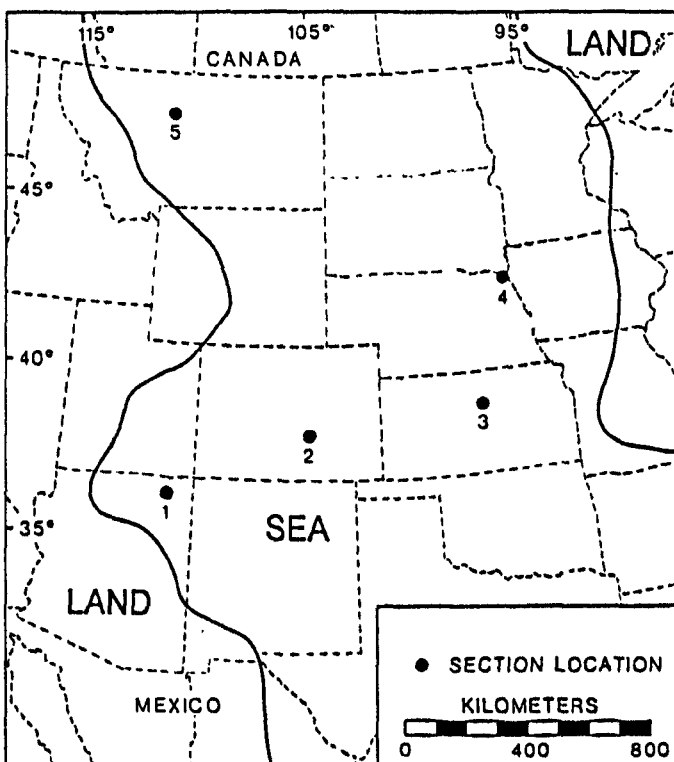 115° 105° 95°
CANADA
LAND
5
45°
4
40°
3
2
1
35°
SEA
LAND
SECTION LOCATION
MEXICO
KILOMETERS
0 400 800